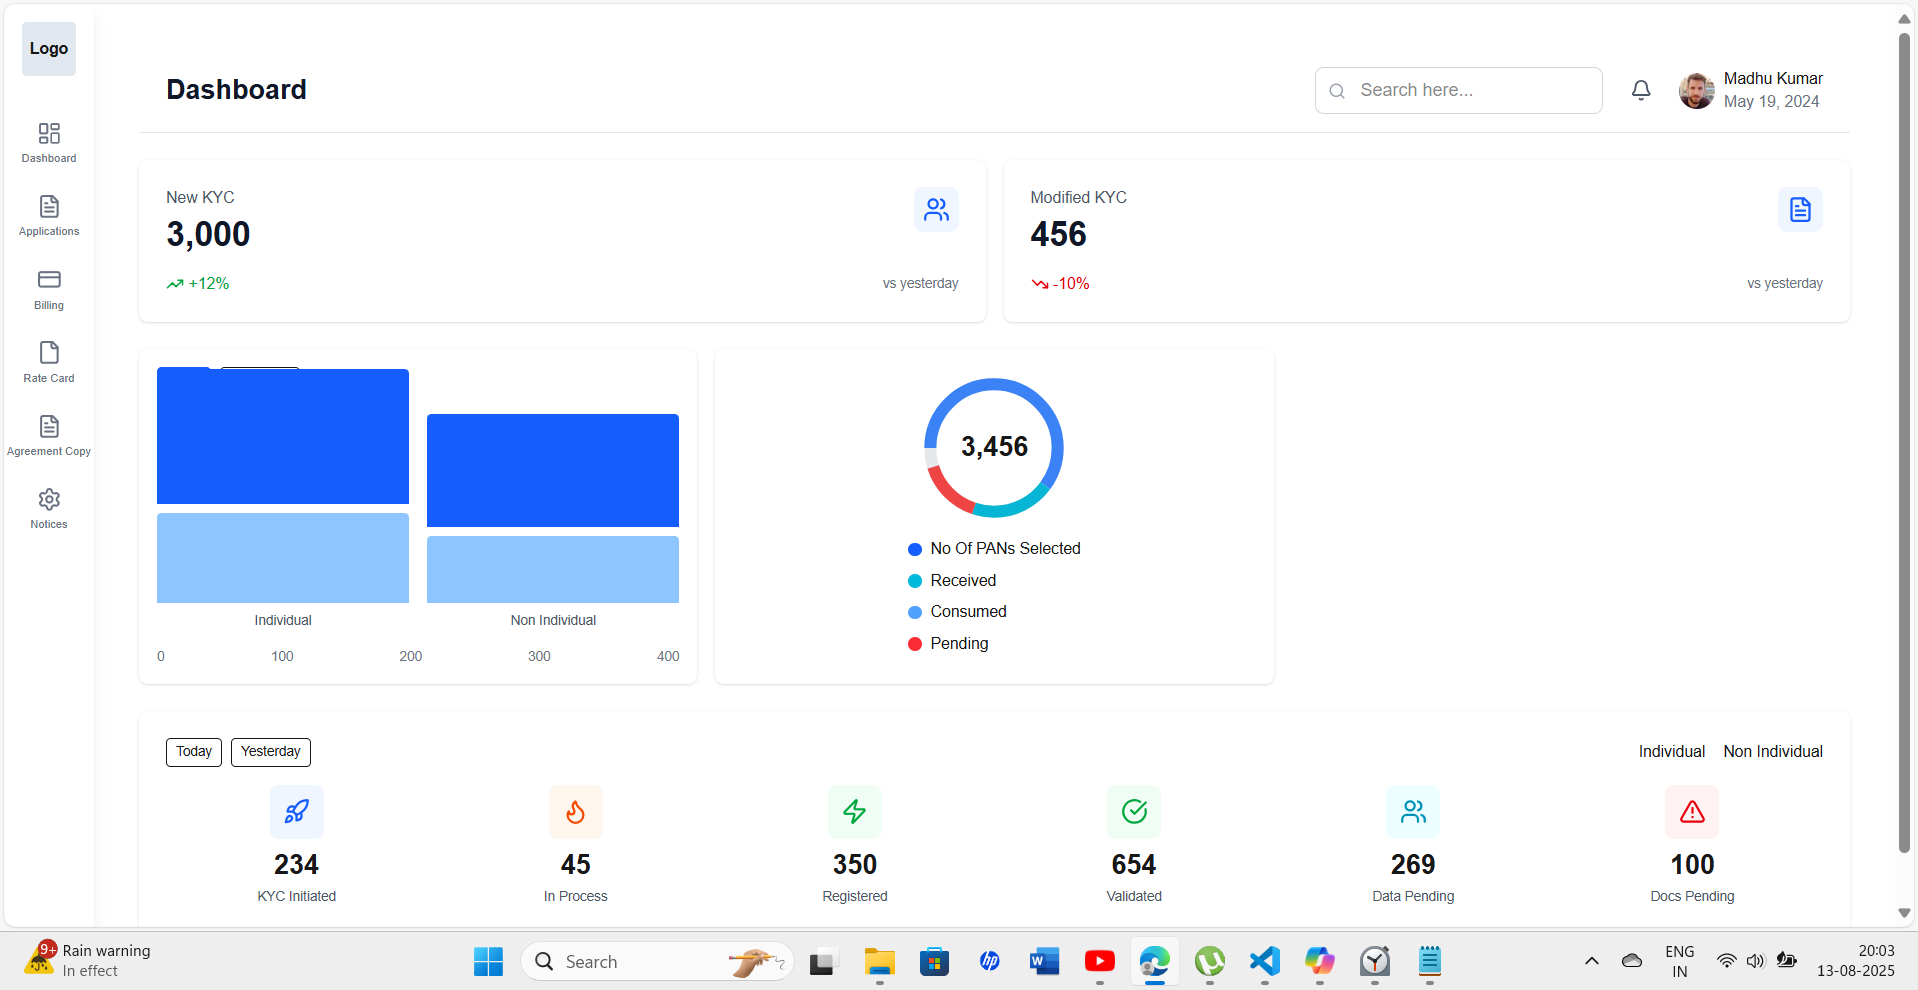 Logo
Dashboard
Applications
Billing
Rate Card
Agreement Copy
Notices
Dashboard
Search here...
Madhu Kumar
May 19, 2024
New KYC
3,000
+12%
vs yesterday
Modified KYC
456
-10%
vs yesterday
Individual
Non Individual
0 100 200 300 400
3,456
No Of PANs Selected
Received
Consumed
Pending
Today Yesterday
Individual Non Individual
234
KYC Initiated
45
In Process
350
Registered
654
Validated
269
Data Pending
100
Docs Pending
9+
Rain warning
In effect
Search
hp
W
ENG
IN
20:03
13-08-2025